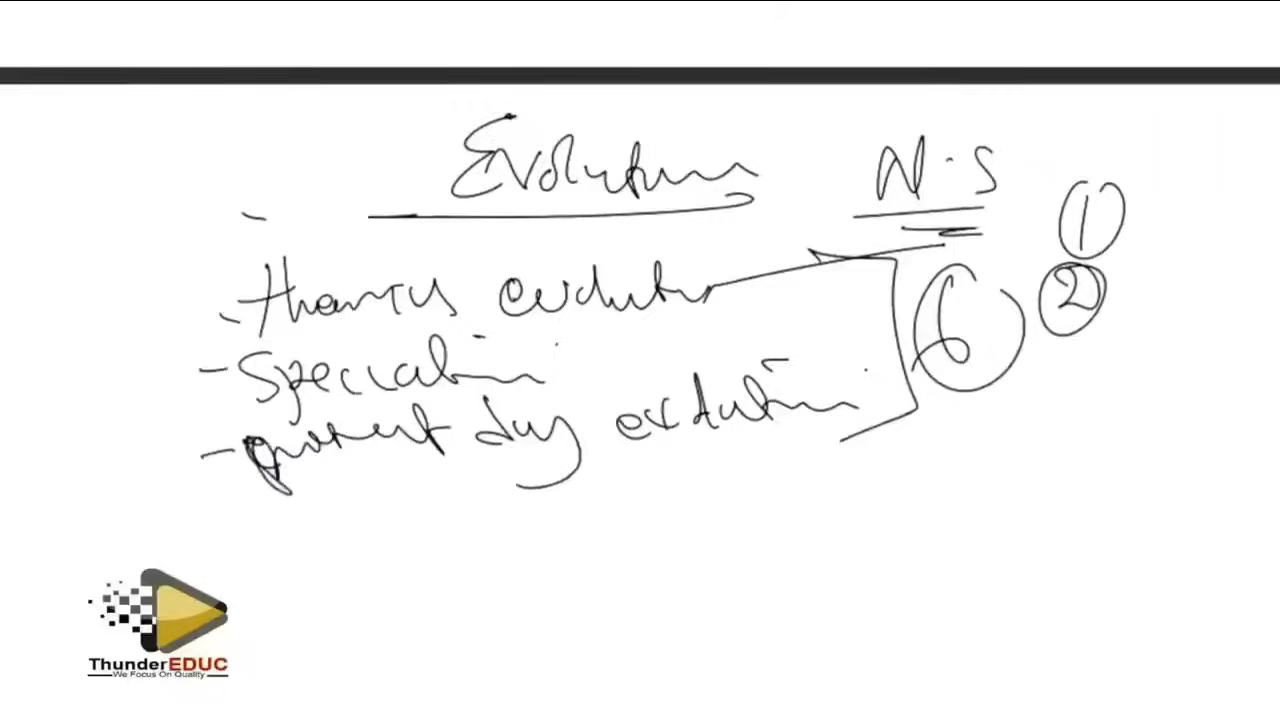 Evolution N.S
①
- theories evolution
②
- Speciation
6
- present day evolution
ThunderEDUC
We Focus On Quality